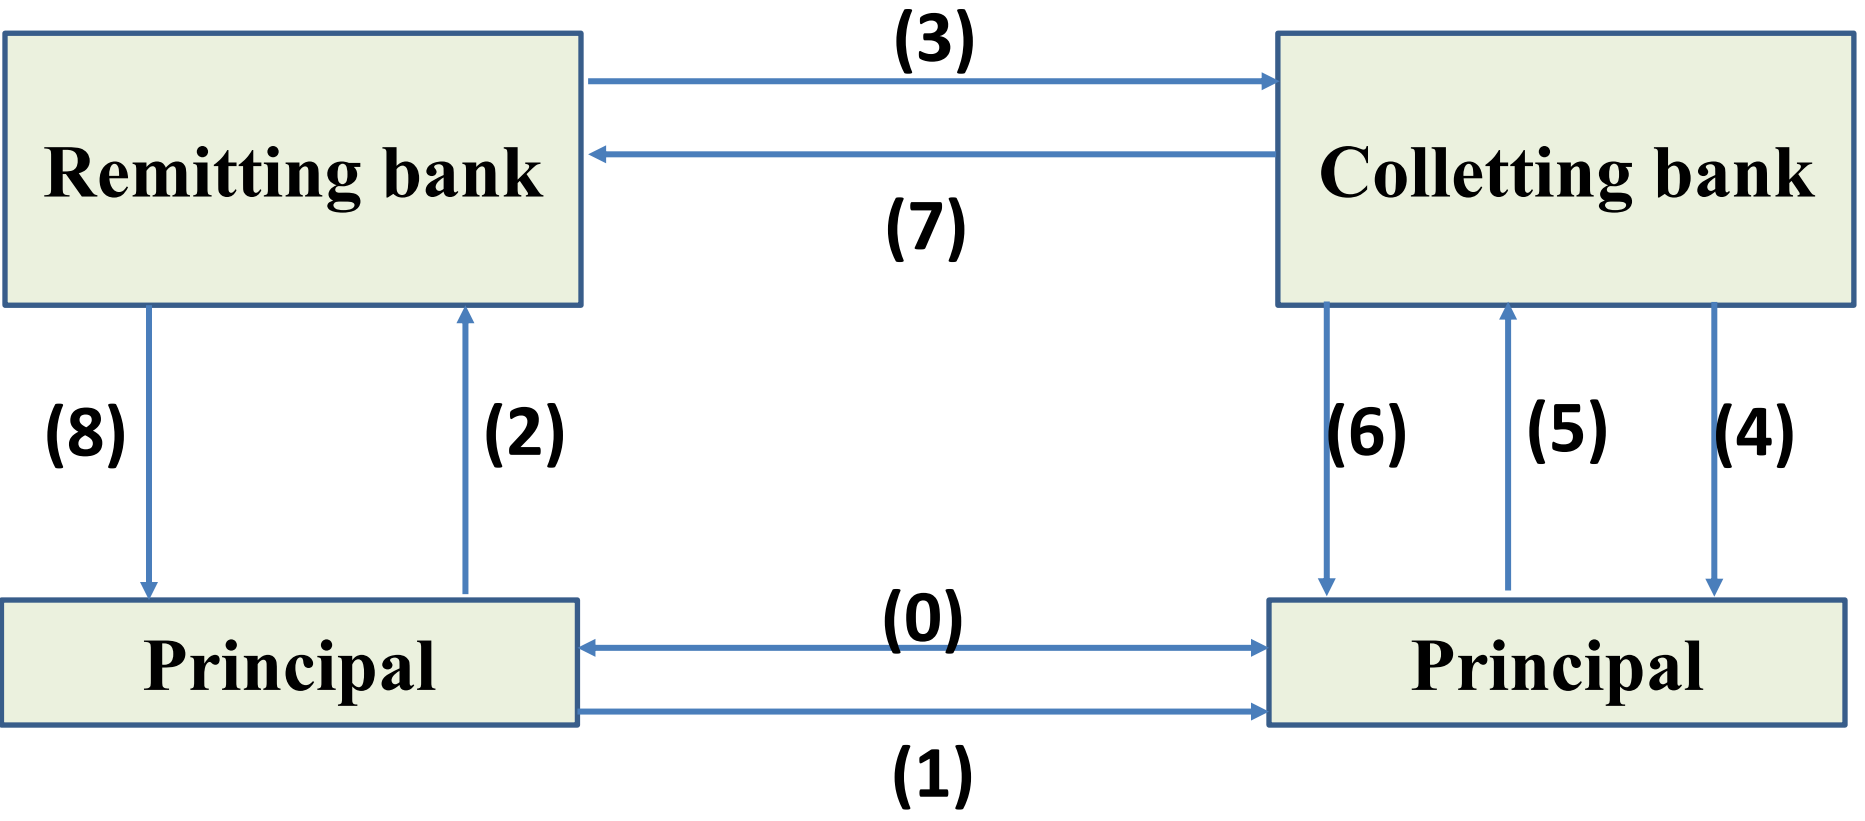 (3)
Remitting bank
Colletting bank
(7)
(8)
(2)
(6)
(5)
(4)
(0)
Principal
Principal
(1)